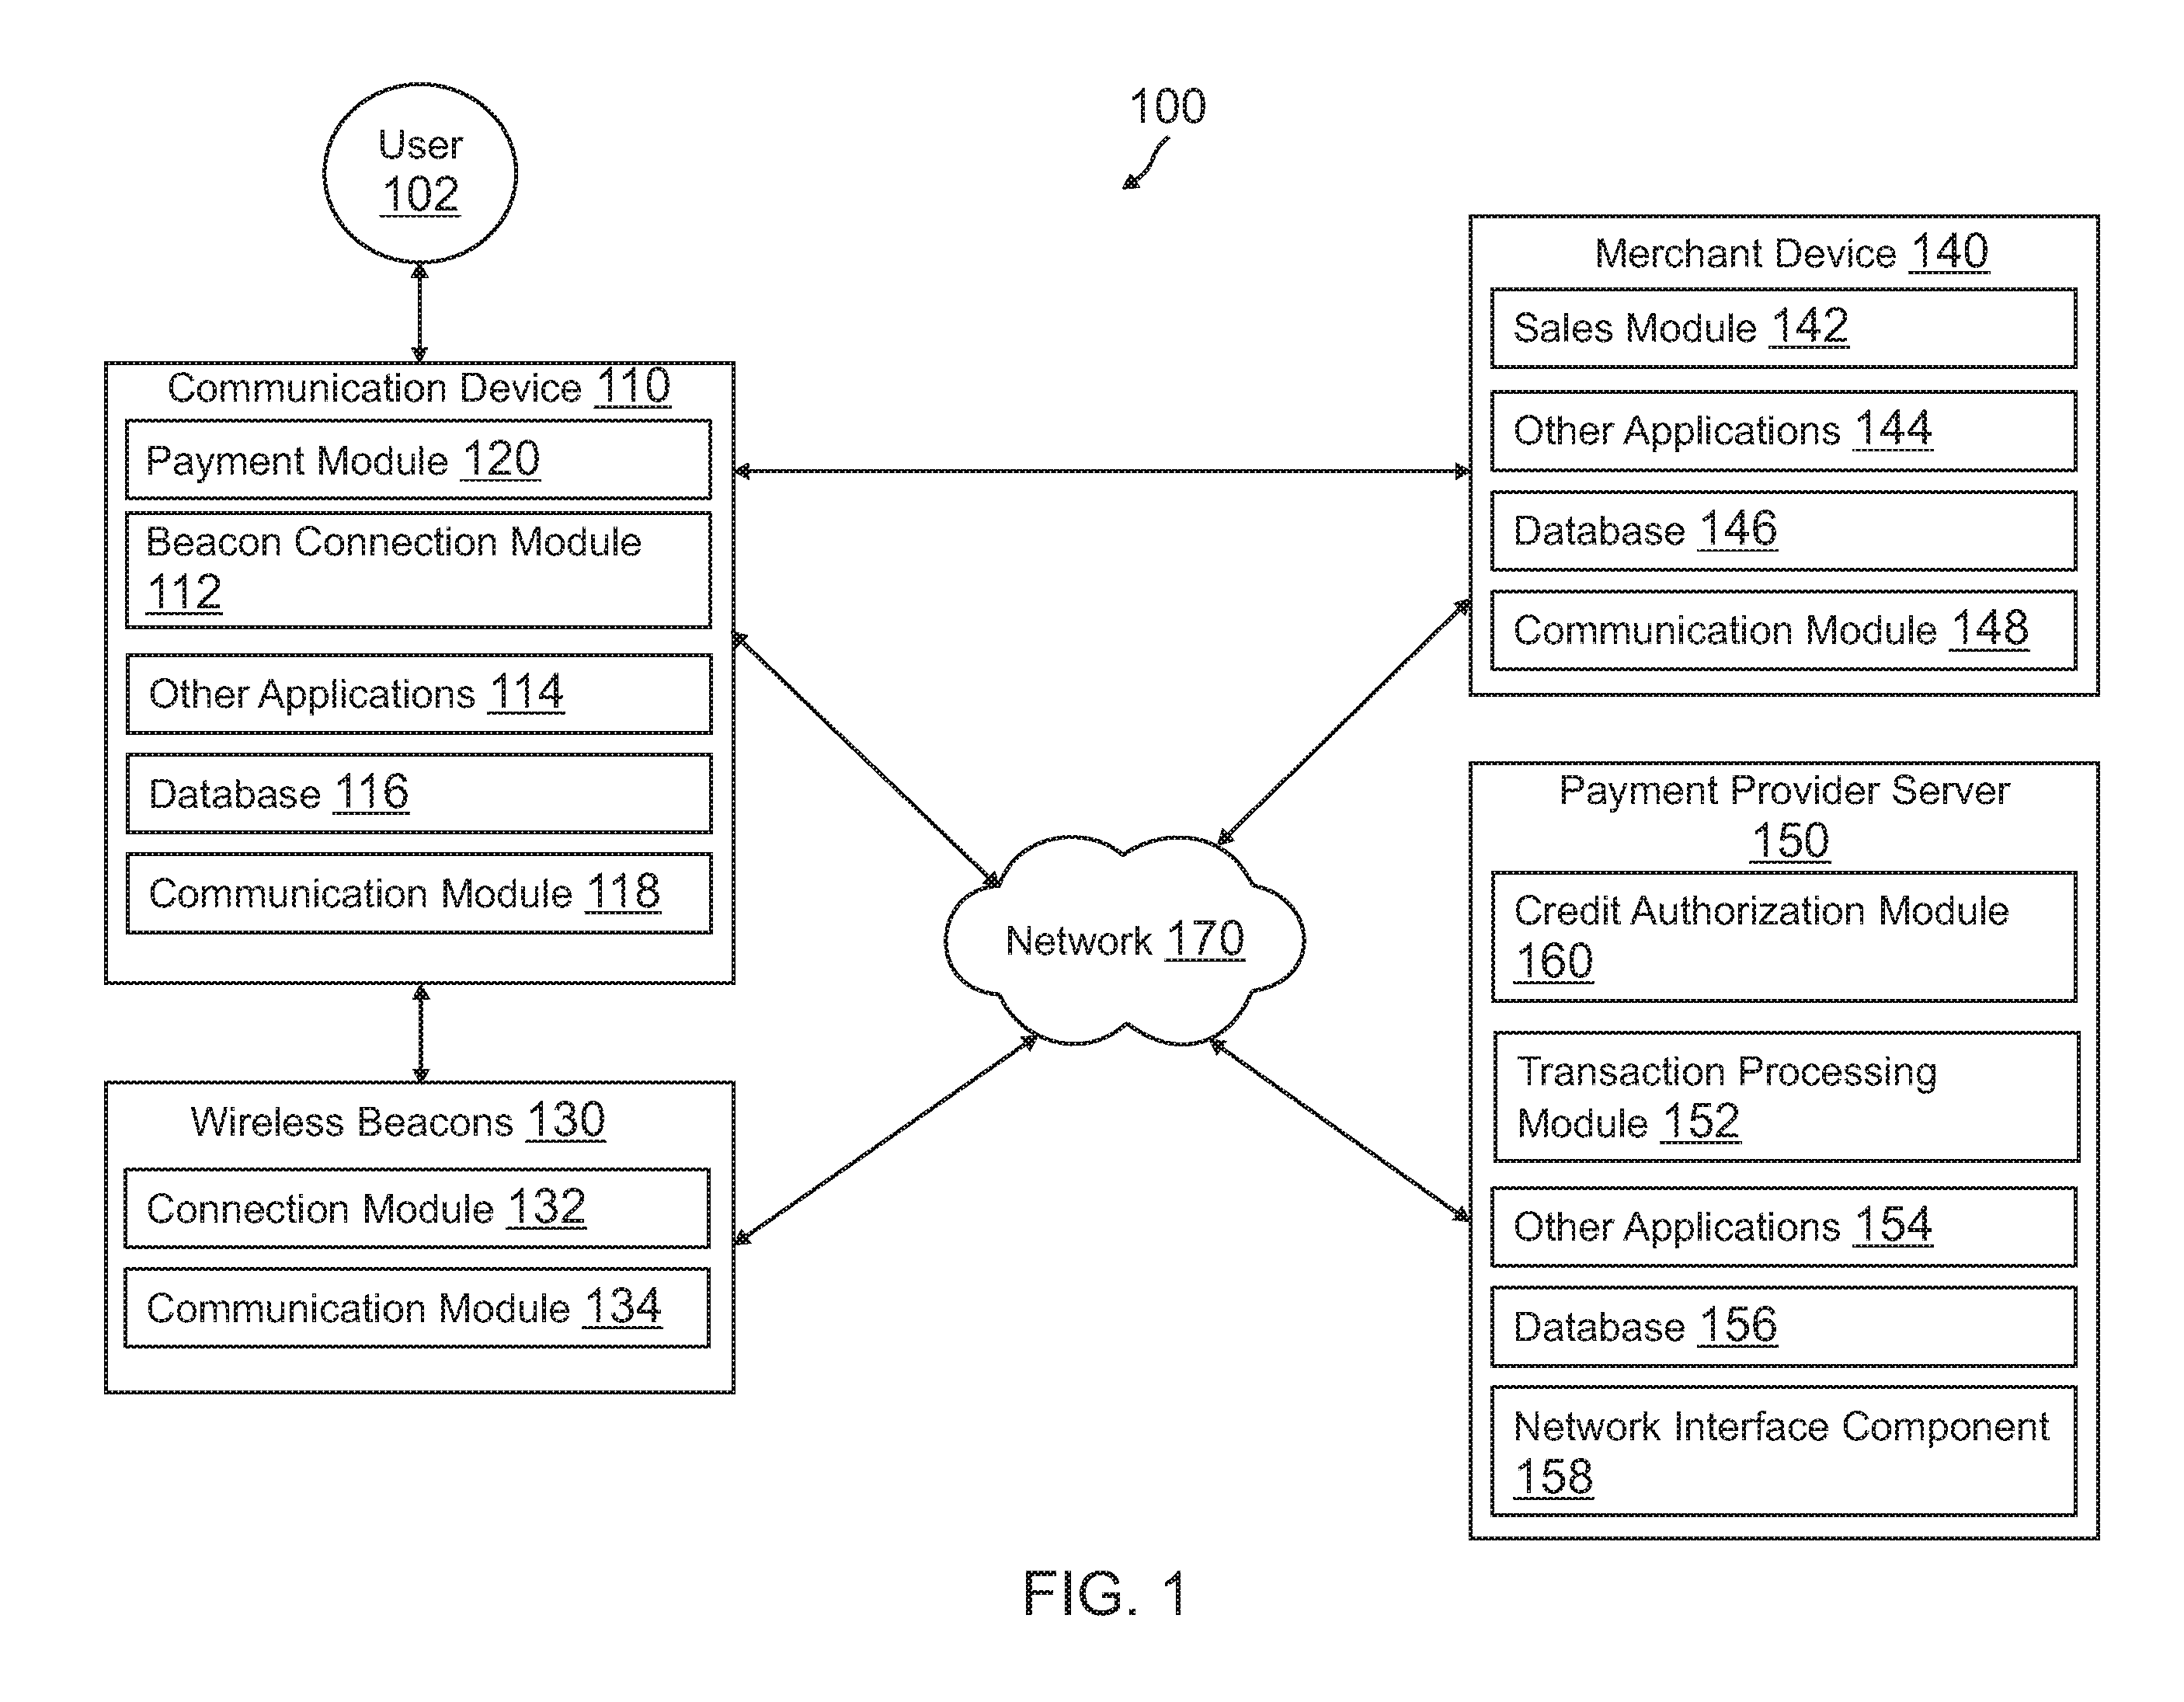 100
User
102
Communication Device 110
Payment Module 120
Beacon Connection Module
112
Other Applications 114
Database 116
Communication Module 118
Wireless Beacons 130
Connection Module 132
Communication Module 134
Network 170
Merchant Device 140
Sales Module 142
Other Applications 144
Database 146
Communication Module 148
Payment Provider Server
150
Credit Authorization Module
160
Transaction Processing
Module 152
Other Applications 154
Database 156
Network Interface Component
158
FIG. 1